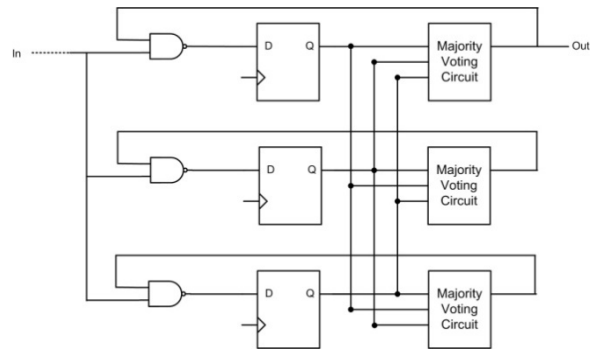 In
D Q
Majority
Voting
Circuit
Out
D Q
Majority
Voting
Circuit
D Q
Majority
Voting
Circuit